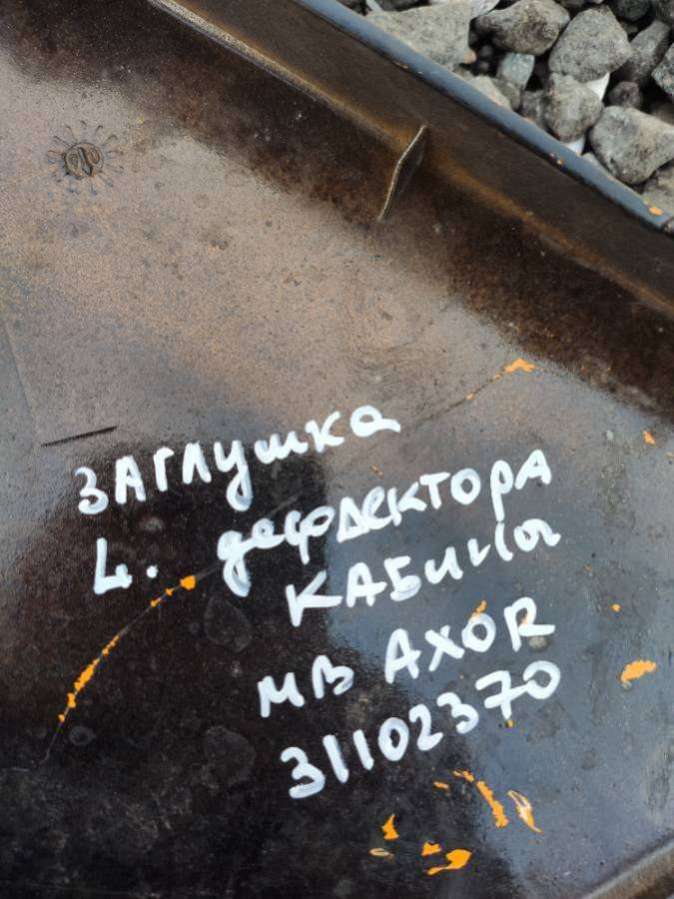 ЗАГЛУШКА
L. дефлектора
КАБИНЫ
МВ AXOR
31102370